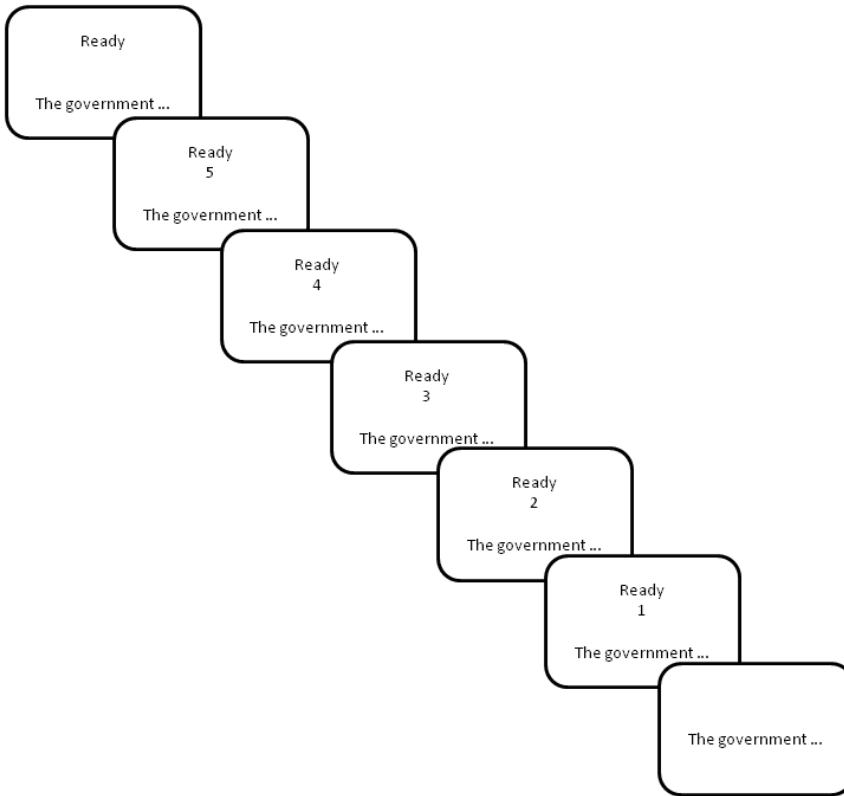 Ready
The government ...
Ready
5
The government ...
Ready
4
The government ...
Ready
3
The government ...
Ready
2
The government ...
Ready
1
The government ...
The government ...